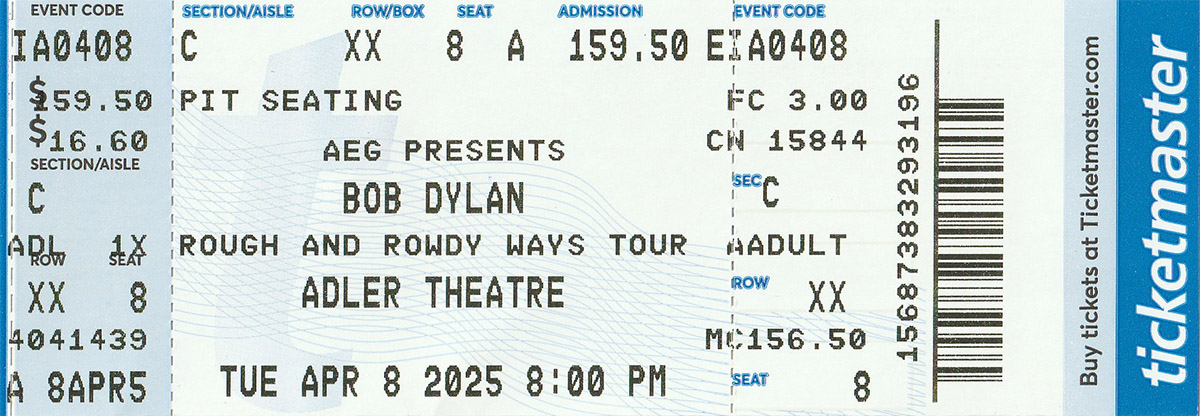 EVENT CODE SECTION/AISLE ROW/BOX SEAT ADMISSION EVENT CODE
IA0408 C XX 8 A 159.50 EIA0408
$159.50 PIT SEATING FC 3.00
$16.60 AEG PRESENTS CN 15844
SECTION/AISLE
C BOB DYLAN SEC C
ADL 1X ROUGH AND ROWDY WAYS TOUR AADULT
ROW SEAT
XX 8 ADLER THEATRE ROW XX
4041439 MC156.50
A 8APR5 TUE APR 8 2025 8:00 PM SEAT 8
15687383293196
Buy tickets at Ticketmaster.com
ticketmaster